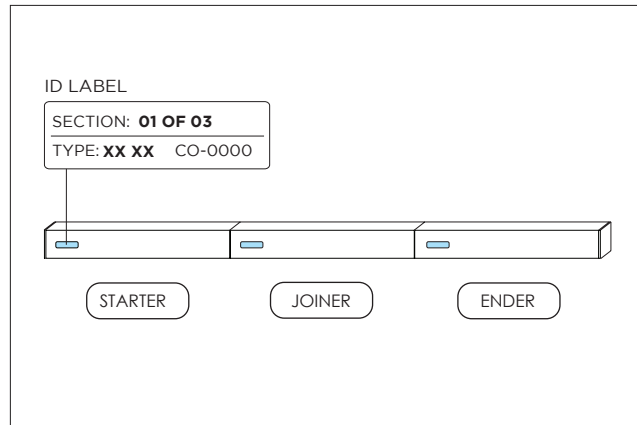 ID LABEL
SECTION: 01 OF 03
TYPE: XX XX CO-0000
STARTER JOINER ENDER